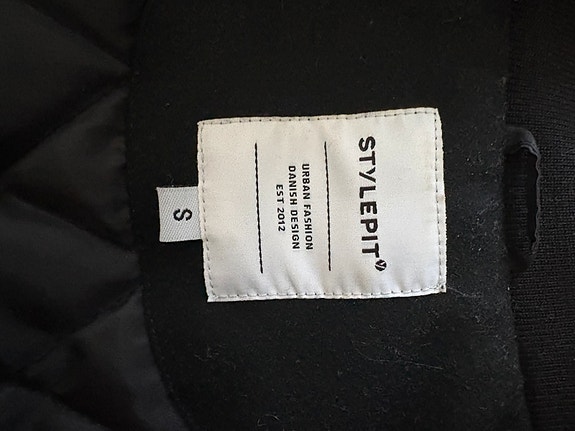 STYLEPIT
URBAN FASHION
DANISH DESIGN
EST 2012
S